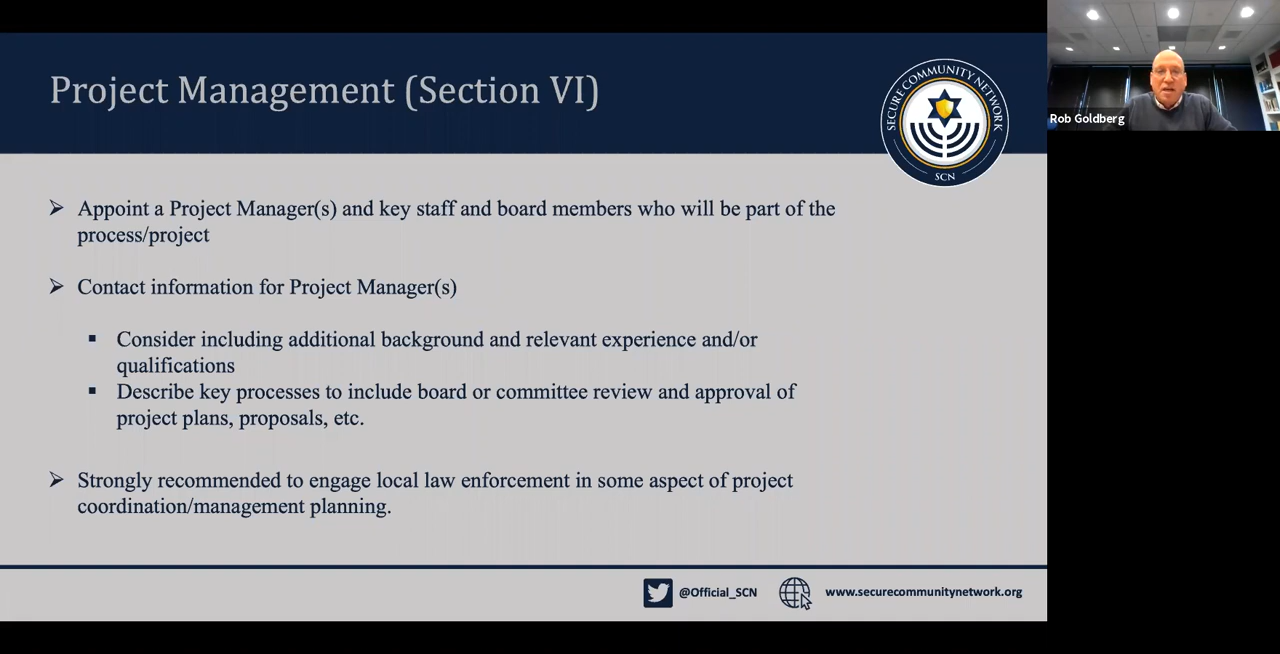 Project Management (Section VI)
SECURE COMMUNITY NETWORK
SCN
Rob Goldberg
Appoint a Project Manager(s) and key staff and board members who will be part of the
process/project
Contact information for Project Manager(s)
Consider including additional background and relevant experience and/or
qualifications
Describe key processes to include board or committee review and approval of
project plans, proposals, etc.
Strongly recommended to engage local law enforcement in some aspect of project
coordination/management planning.
@Official_SCN
www.securecommunitynetwork.org